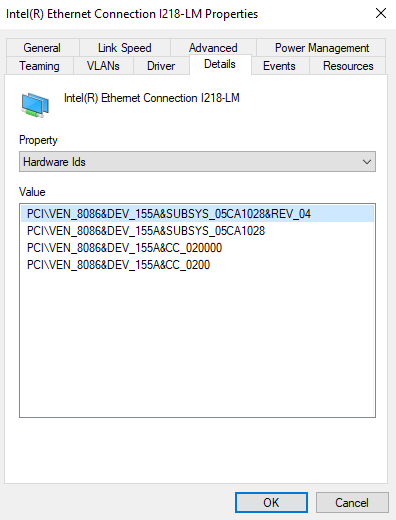 Intel(R) Ethernet Connection I218-LM Properties
General Link Speed Advanced Power Management
Teaming VLANs Driver Details Events Resources
Intel(R) Ethernet Connection I218-LM
Property
Hardware Ids
Value
PCI\VEN_8086&DEV_155A&SUBSYS_05CA1028&REV_04
PCI\VEN_8086&DEV_155A&SUBSYS_05CA1028
PCI\VEN_8086&DEV_155A&CC_020000
PCI\VEN_8086&DEV_155A&CC_0200
OK Cancel